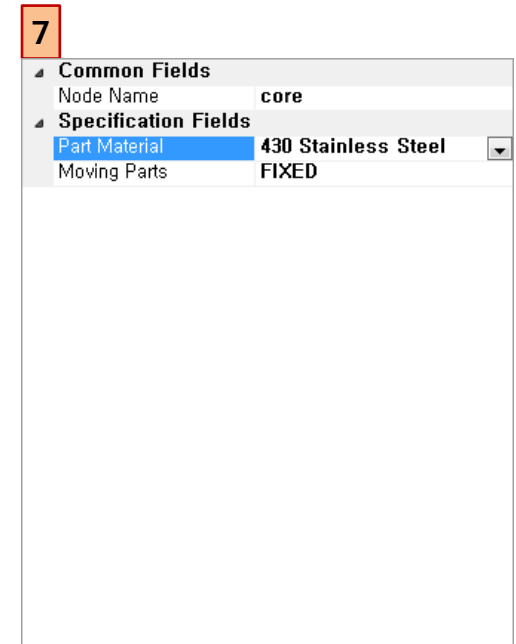 7
Common Fields
Node Name core
Specification Fields
Part Material 430 Stainless Steel
Moving Parts FIXED